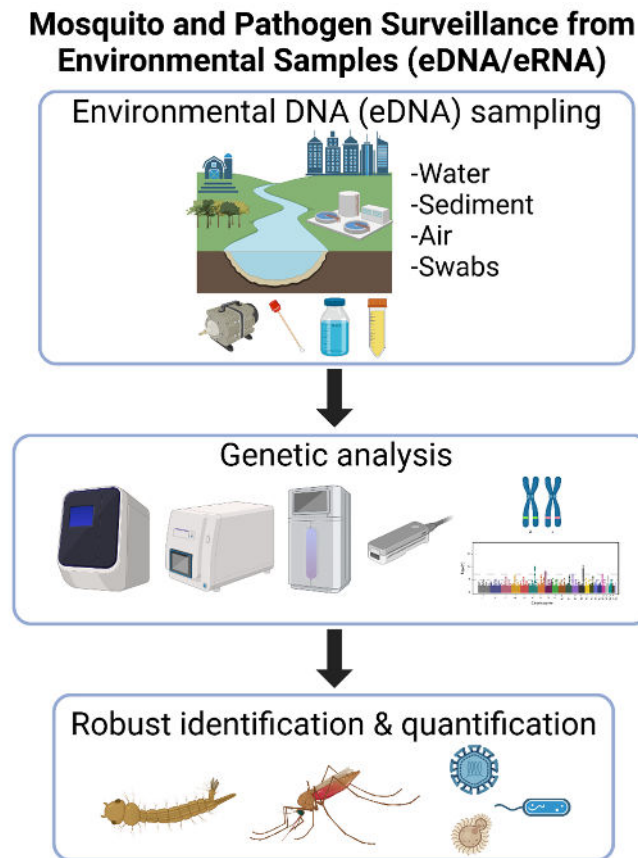 Mosquito and Pathogen Surveillance from
Environmental Samples (eDNA/eRNA)
Environmental DNA (eDNA) sampling
-Water
-Sediment
-Air
-Swabs
Genetic analysis
Robust identification & quantification